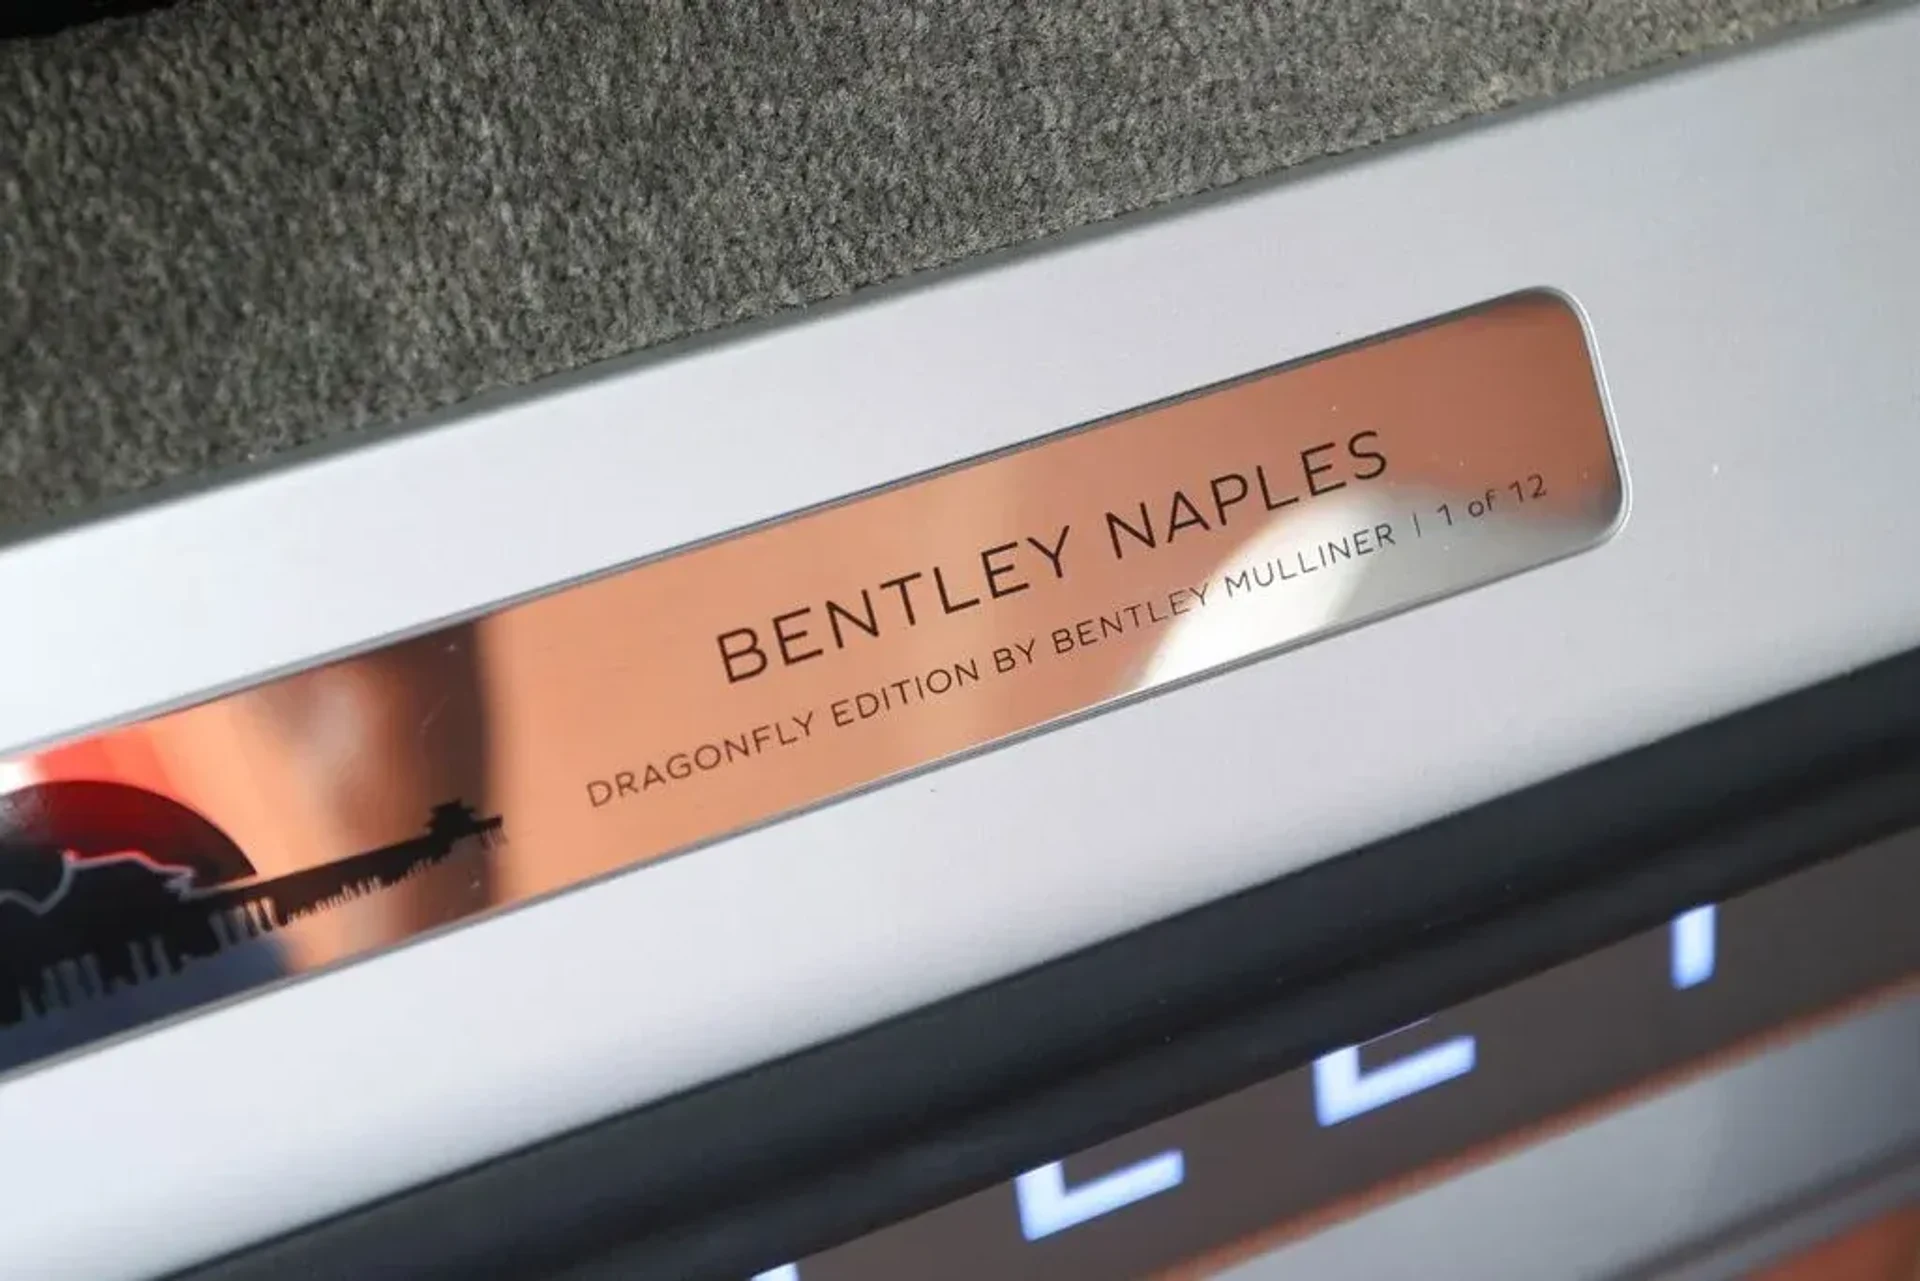 BENTLEY NAPLES
DRAGONFLY EDITION BY BENTLEY MULLINER | 1 of 12